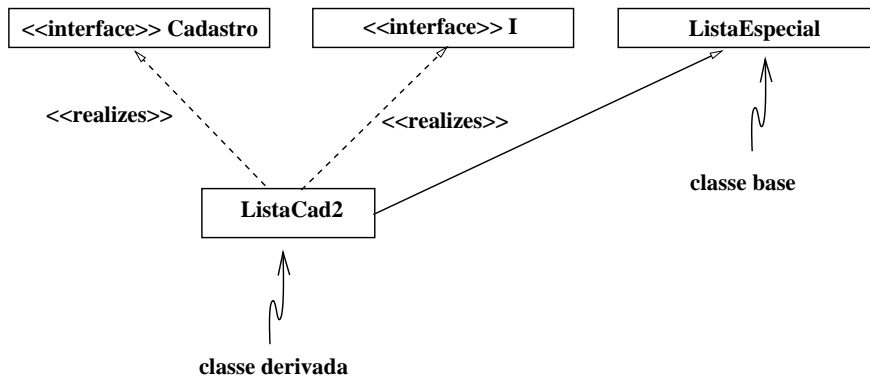 <<interface>> Cadastro
<<interface>> I
ListaEspecial
<<realizes>>
<<realizes>>
classe base
ListaCad2
classe derivada